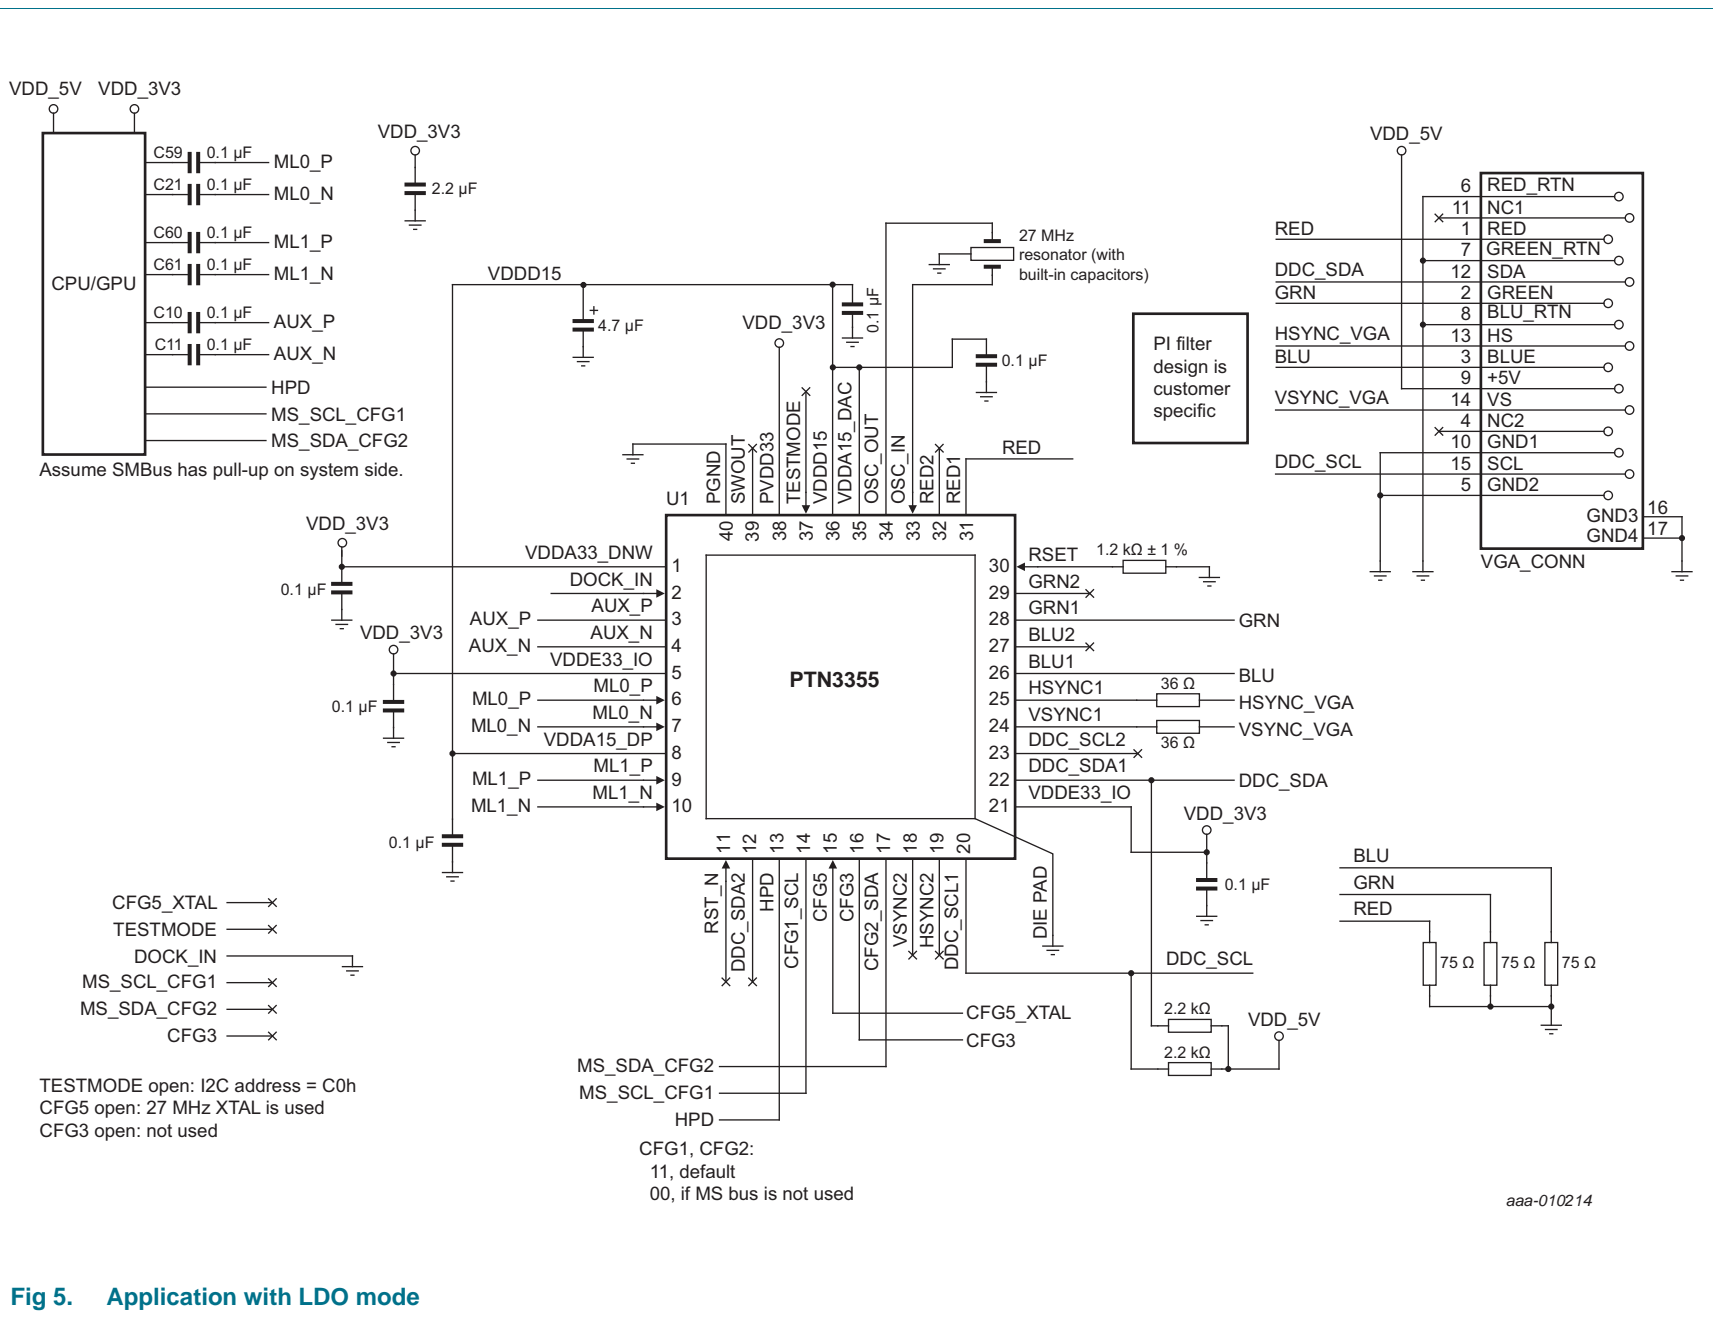 VDD_5V VDD_3V3
CPU/GPU
C59 0.1 µF ML0_P
C21 0.1 µF ML0_N
C60 0.1 µF ML1_P
C61 0.1 µF ML1_N
C10 0.1 µF AUX_P
C11 0.1 µF AUX_N
HPD
MS_SCL_CFG1
MS_SDA_CFG2
Assume SMBus has pull-up on system side.
VDD_3V3
2.2 µF
VDDD15
4.7 µF
+
VDD_3V3
0.1 µF
0.1 µF
27 MHz
resonator (with
built-in capacitors)
PI filter
design is
customer
specific
RED
U1
PGND
SWOUT
PVDD33
TESTMODE
VDDD15
VDDA15_DAC
OSC_OUT
OSC_IN
RED2
RED1
40
39
38
37
36
35
34
33
32
31
VDD_3V3
0.1 µF
VDD_3V3
0.1 µF
0.1 µF
VDDA33_DNW 1
DOCK_IN 2
AUX_P AUX_P 3
AUX_N AUX_N 4
VDDE33_IO 5
ML0_P ML0_P 6
ML0_N ML0_N 7
VDDA15_DP 8
ML1_P ML1_P 9
ML1_N ML1_N 10
PTN3355
30 RSET 1.2 kΩ ± 1 %
29 GRN2
28 GRN1 GRN
27 BLU2
26 BLU1 BLU
25 HSYNC1 36 Ω HSYNC_VGA
24 VSYNC1 36 Ω VSYNC_VGA
23 DDC_SCL2
22 DDC_SDA1 DDC_SDA
21 VDDE33_IO
VDD_3V3
0.1 µF
11
12
13
14
15
16
17
18
19
20
RST_N
DDC_SDA2
HPD
CFG1_SCL
CFG5
CFG3
CFG2_SDA
VSYNC2
HSYNC2
DDC_SCL1
DIE PAD
DDC_SCL
CFG5_XTAL
CFG3
MS_SDA_CFG2
MS_SCL_CFG1
HPD
2.2 kΩ
2.2 kΩ
VDD_5V
CFG1, CFG2:
11, default
00, if MS bus is not used
CFG5_XTAL
TESTMODE
DOCK_IN
MS_SCL_CFG1
MS_SDA_CFG2
CFG3
TESTMODE open: I2C address = C0h
CFG5 open: 27 MHz XTAL is used
CFG3 open: not used
VDD_5V
6 RED_RTN
11 NC1
RED 1 RED
7 GREEN_RTN
DDC_SDA 12 SDA
GRN 2 GREEN
8 BLU_RTN
HSYNC_VGA 13 HS
BLU 3 BLUE
9 +5V
VSYNC_VGA 14 VS
4 NC2
10 GND1
DDC_SCL 15 SCL
5 GND2
GND3 16
GND4 17
VGA_CONN
BLU
GRN
RED
75 Ω 75 Ω 75 Ω
aaa-010214
Fig 5. Application with LDO mode